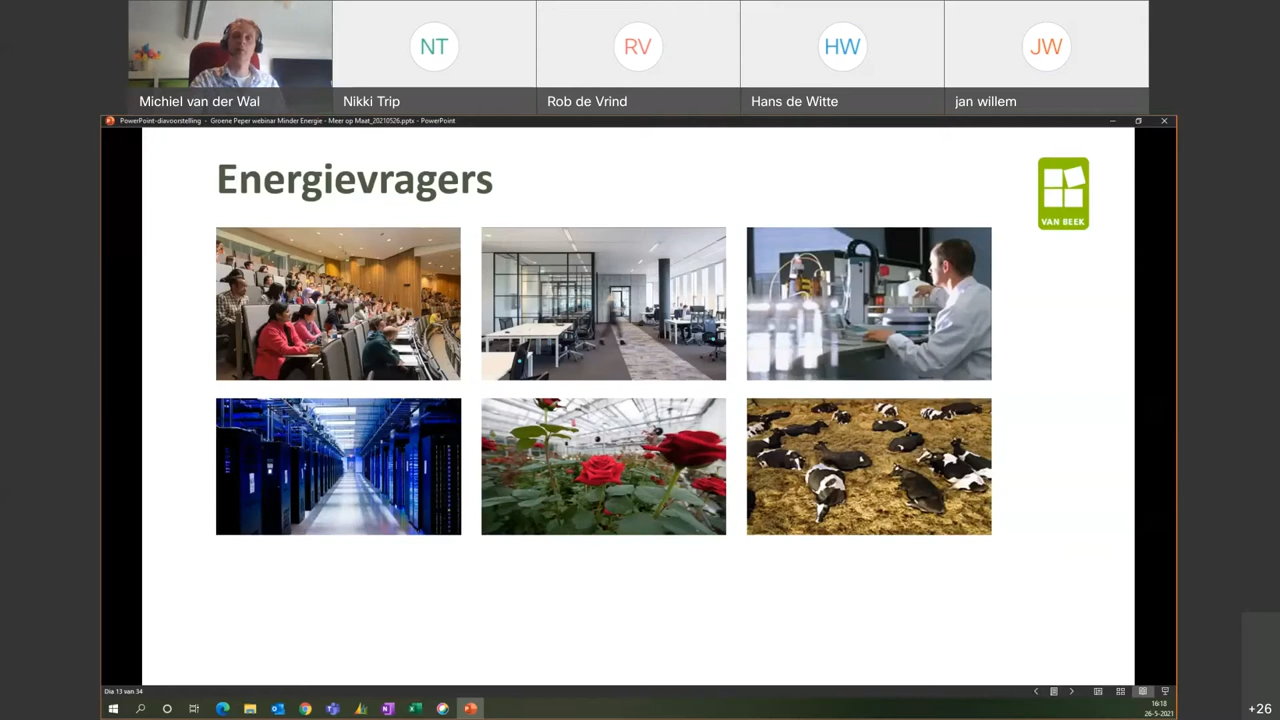 NT
RV
HW
JW
Michiel van der Wal
Nikki Trip
Rob de Vrind
Hans de Witte
jan willem
PowerPoint-diavoorstelling - Groene Peper webinar Minder Energie - Meer op Maat_20210526.pptx - PowerPoint
Energievragers
VAN BEEK
Dia 13 van 34
16:18
26-5-2021
+26